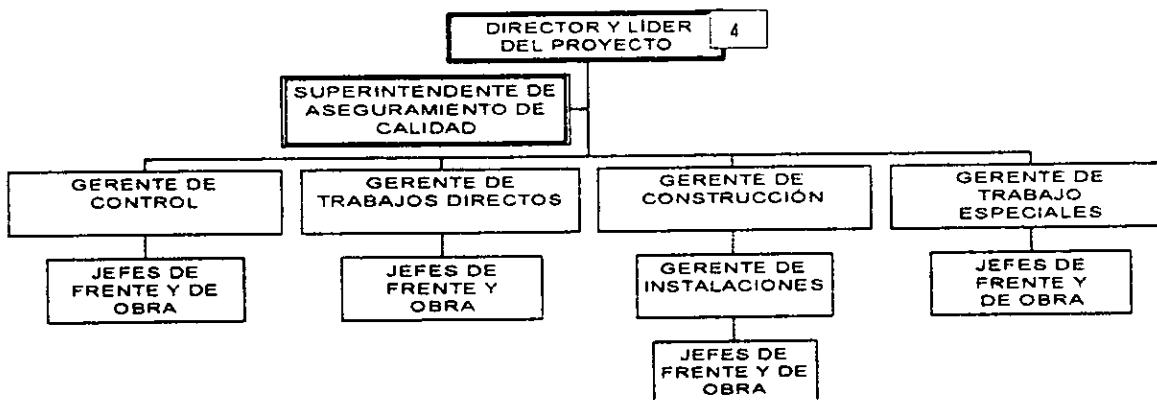 DIRECTOR Y LÍDER
DEL PROYECTO
4
SUPERINTENDENTE DE
ASEGURAMIENTO DE
CALIDAD
GERENTE DE
CONTROL
GERENTE DE
TRABAJOS DIRECTOS
GERENTE DE
CONSTRUCCIÓN
GERENTE DE
TRABAJO
ESPECIALES
JEFES DE
FRENTE Y DE
OBRA
JEFES DE
FRENTE Y
OBRA
GERENTE DE
INSTALACIONES
JEFES DE
FRENTE Y
DE OBRA
JEFES DE
FRENTE Y DE
OBRA